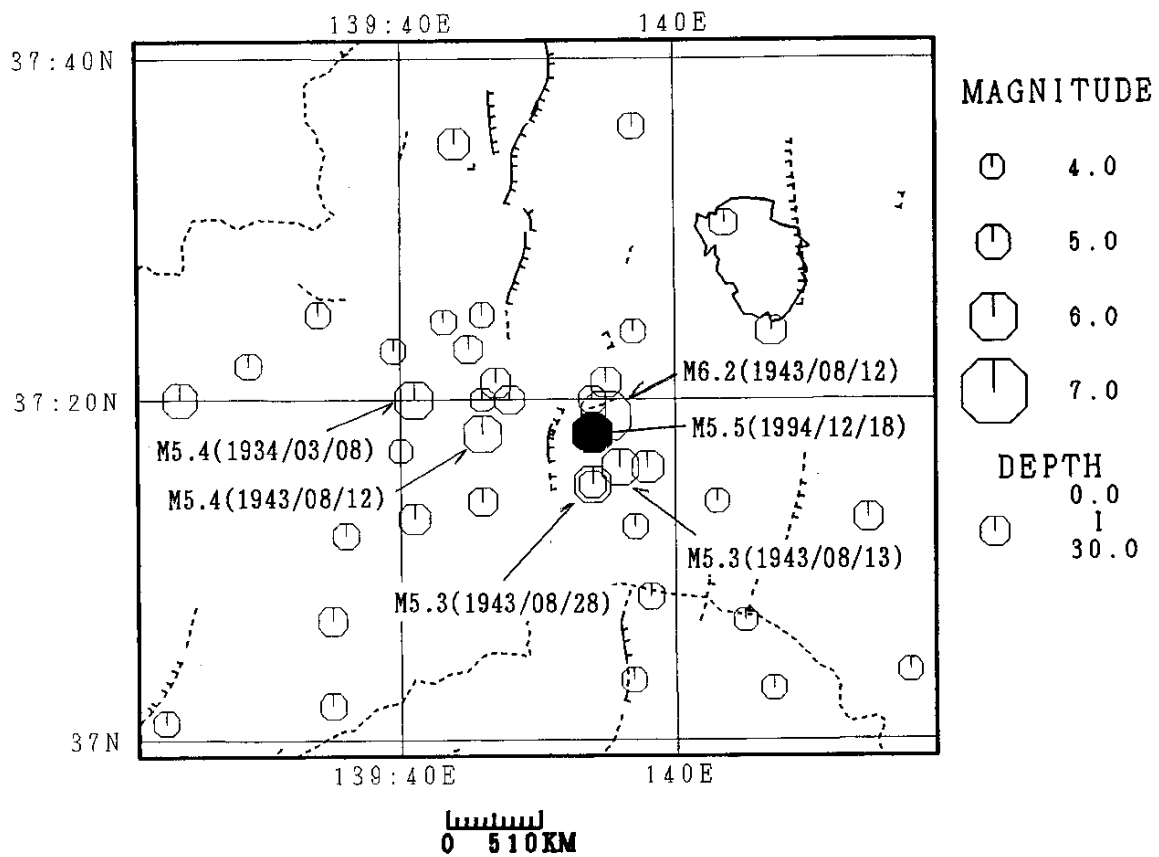 139:40E 140E
37:40N
MAGNITUDE
4.0
5.0
6.0
7.0
M6.2(1943/08/12)
37:20N
M5.5(1994/12/18)
M5.4(1934/03/08)
DEPTH
M5.4(1943/08/12)
0.0
I
30.0
M5.3(1943/08/13)
M5.3(1943/08/28)
37N
139:40E 140E
0 510KM